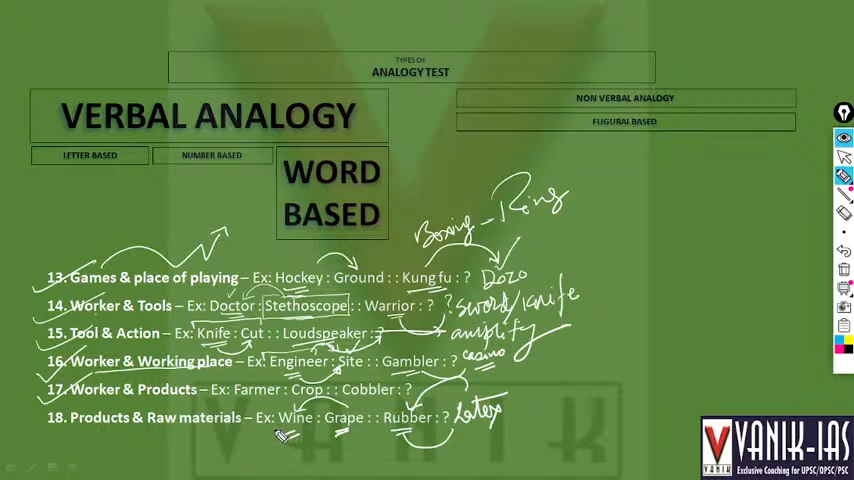 TYPES OF
ANALOGY TEST
VERBAL ANALOGY
NON VERBAL ANALOGY
FUGURAL BASED
LETTER BASED
NUMBER BASED
WORD
BASED
Boxing - Ring
13. Games & place of playing – Ex: Hockey : Ground : : Kung fu : ? Dozo
14. Worker & Tools – Ex: Doctor : Stethoscope : : Warrior : ? ? sword/knife
15. Tool & Action – Ex: Knife : Cut : : Loudspeaker : ? amplify
16. Worker & Working place - Ex: Engineer : Site : : Gambler : ? casino
17. Worker & Products - Ex: Farmer : Crop : : Cobbler : ?
18. Products & Raw materials – Ex: Wine : Grape : : Rubber : ? Latex
VANIK
VANIK-IAS
VANIK
Exclusive Coaching for UPSC/OPSC/PSC